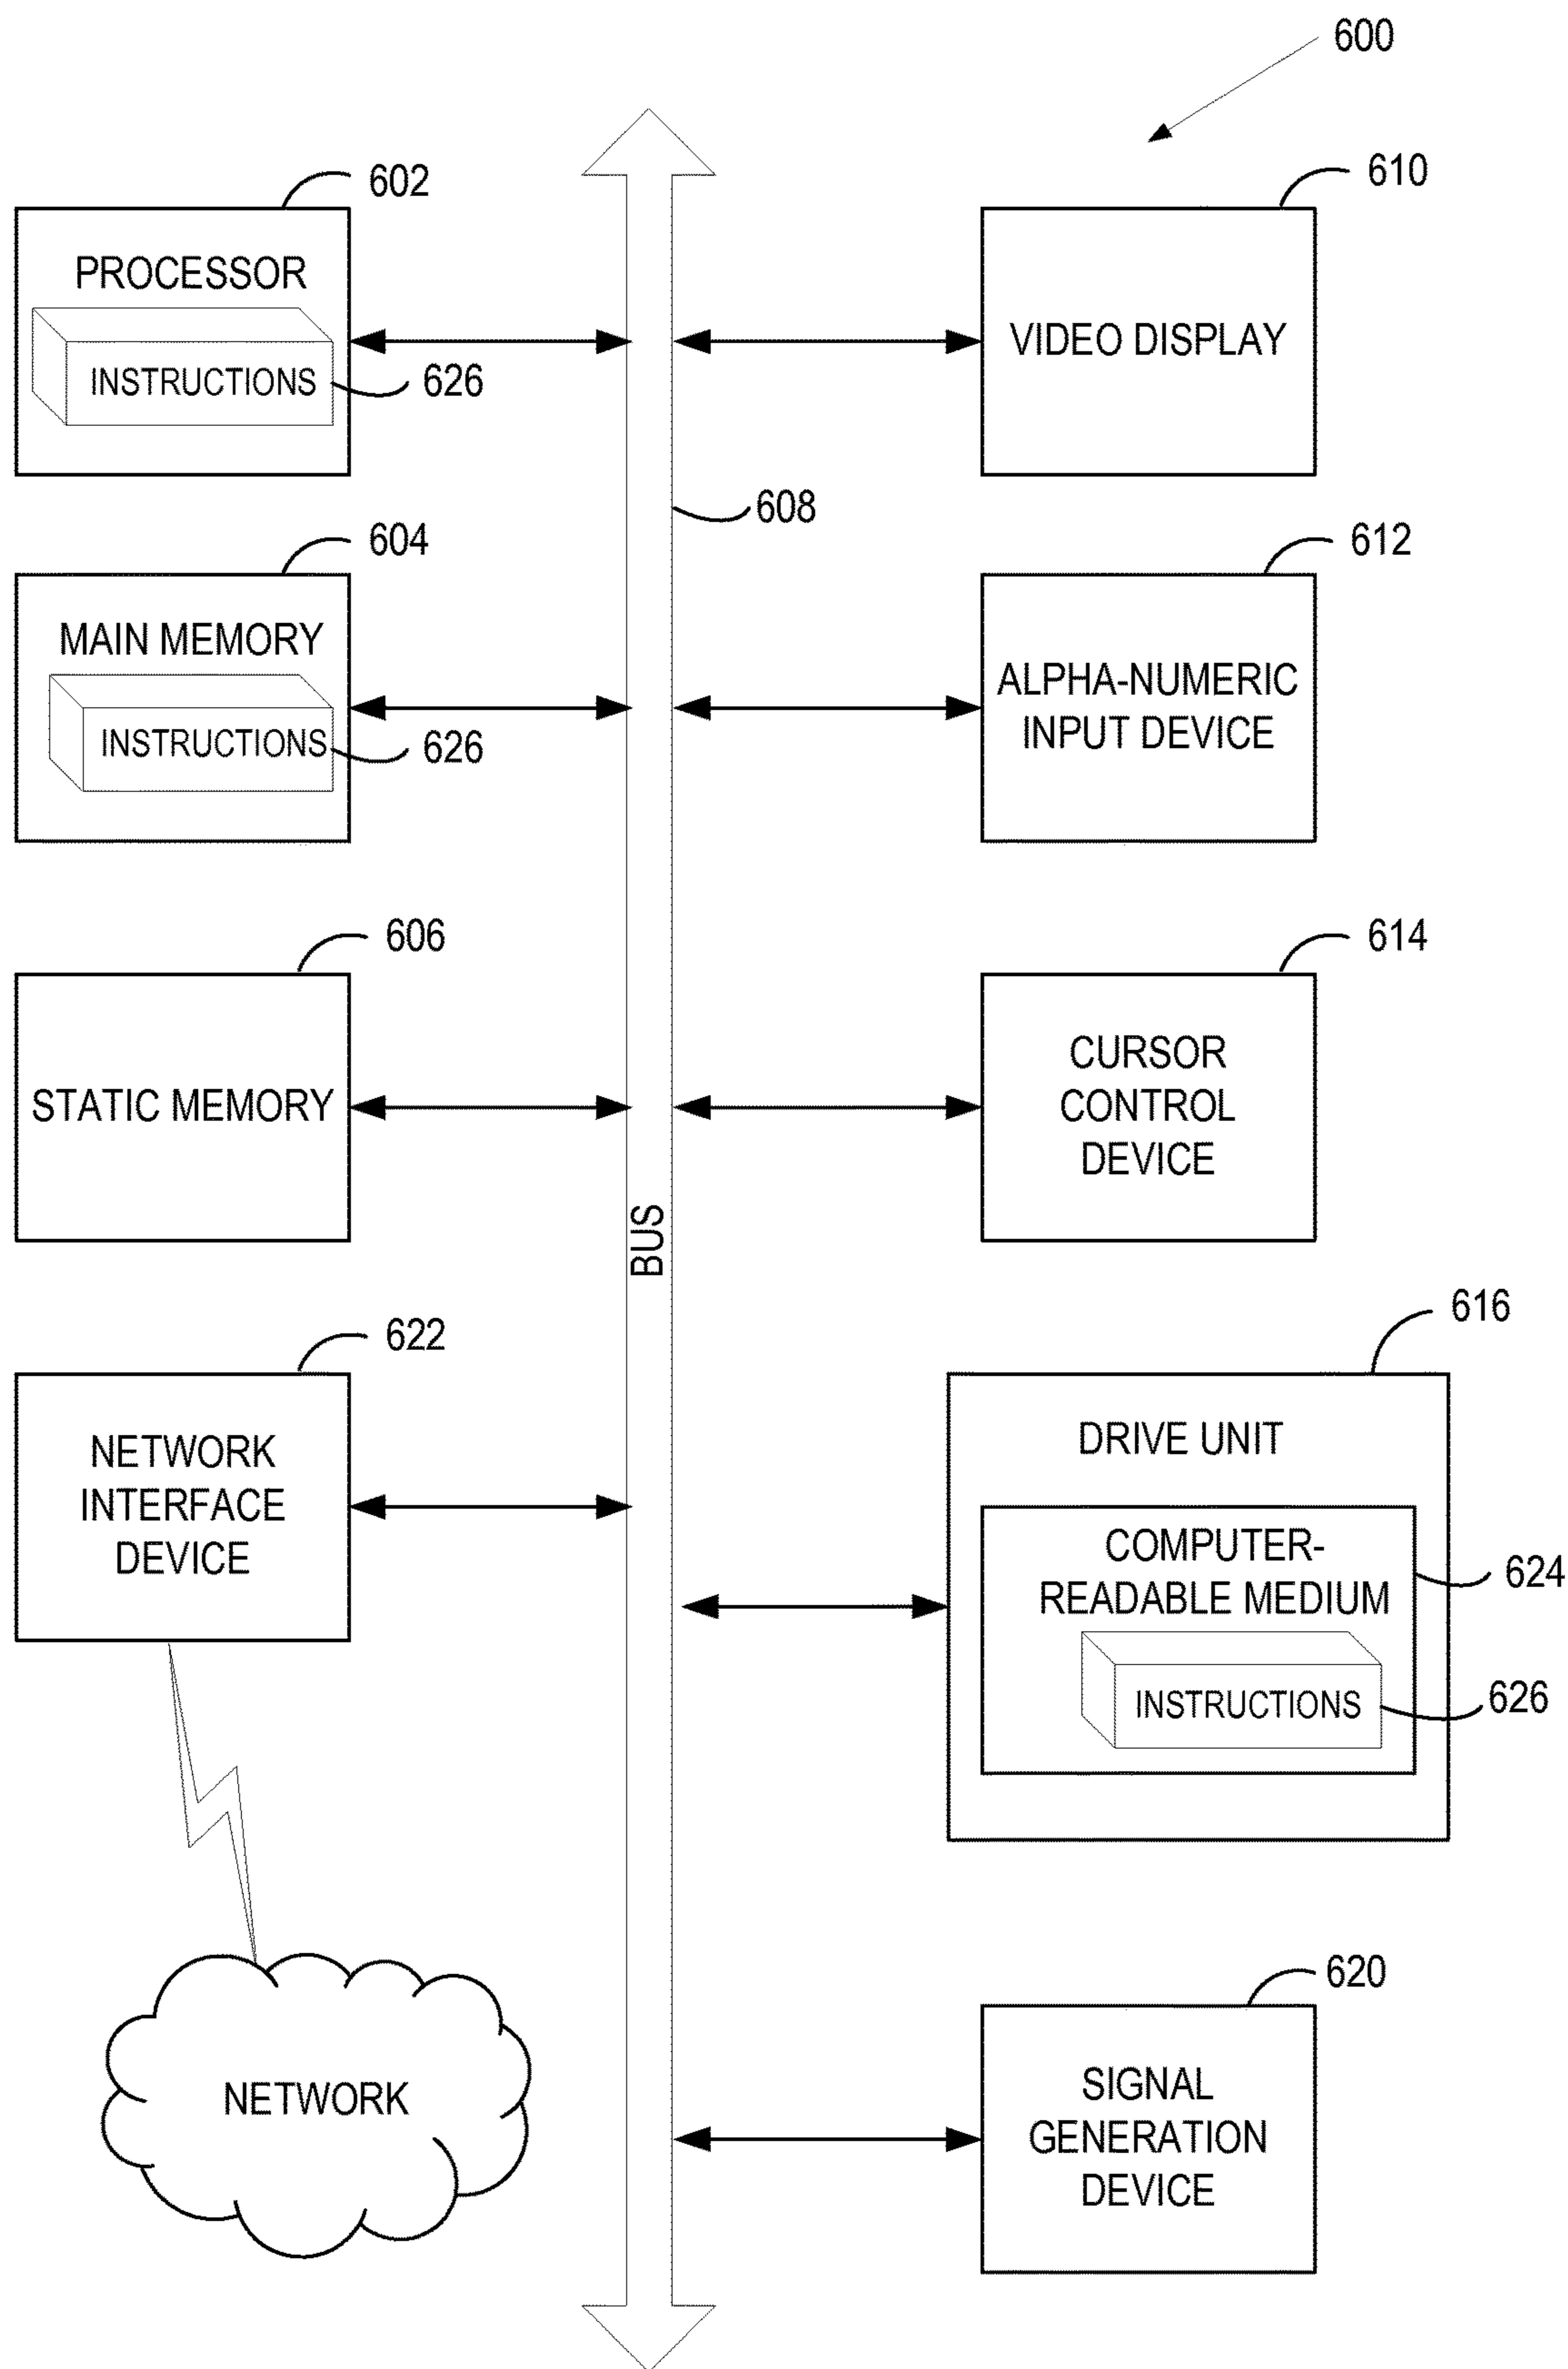 600
602
PROCESSOR
INSTRUCTIONS
626
610
VIDEO DISPLAY
608
604
MAIN MEMORY
INSTRUCTIONS
626
612
ALPHA-NUMERIC
INPUT DEVICE
606
STATIC MEMORY
614
CURSOR
CONTROL
DEVICE
BUS
622
NETWORK
INTERFACE
DEVICE
616
DRIVE UNIT
COMPUTER-
READABLE MEDIUM
624
INSTRUCTIONS
626
NETWORK
620
SIGNAL
GENERATION
DEVICE